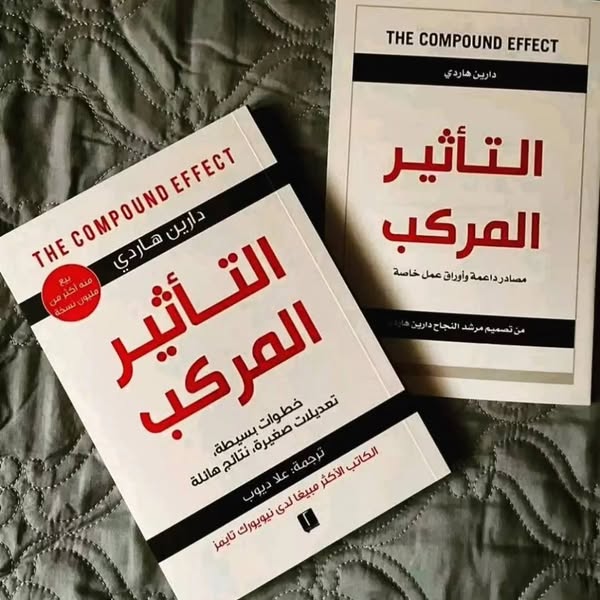 THE COMPOUND EFFECT
دارين هاردي
بيع
منه أكثر من
مليون نسخة
التأثير
المركب
خطوات بسيطة،
تعديلات صغيرة، نتائج هائلة
ترجمة: علا ديوب
الكاتب الأكثر مبيعًا لدى نيويورك تايمز
THE COMPOUND EFFECT
دارين هاردي
التأثير
المركب
مصادر داعمة وأوراق عمل خاصة
من تصميم مرشد النجاح دارين هاردي